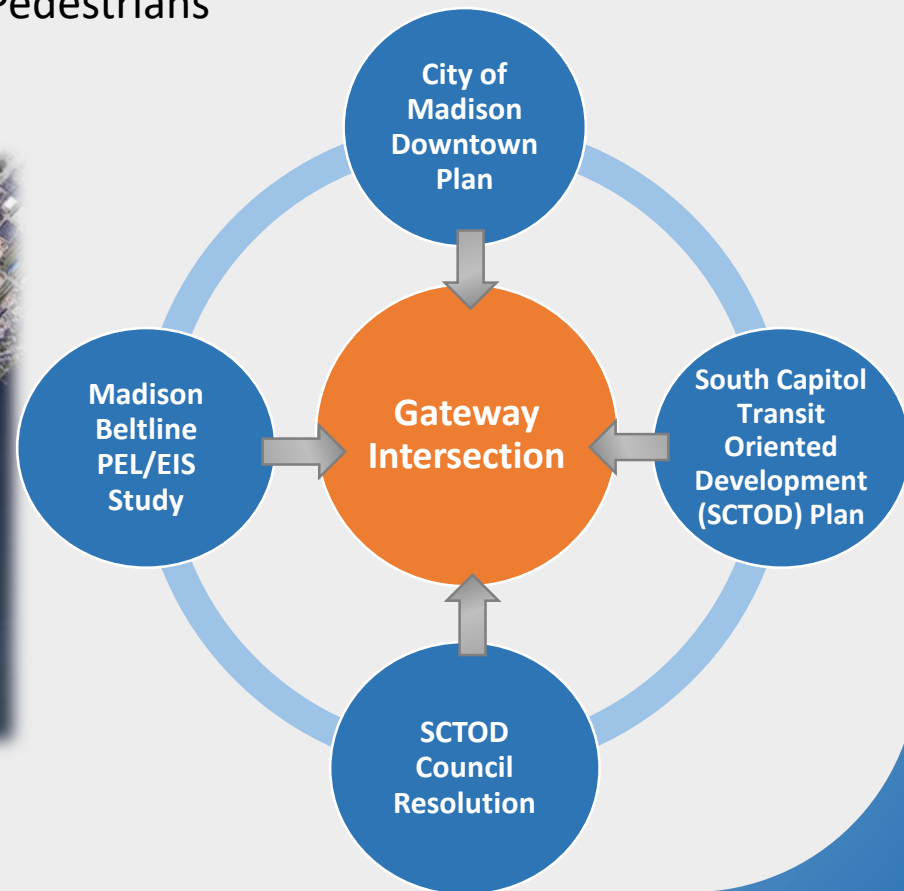 Pedestrians
City of
Madison
Downtown
Plan
Madison
Beltline
PEL/EIS
Study
Gateway
Intersection
South Capitol
Transit
Oriented
Development
(SCTOD) Plan
SCTOD
Council
Resolution